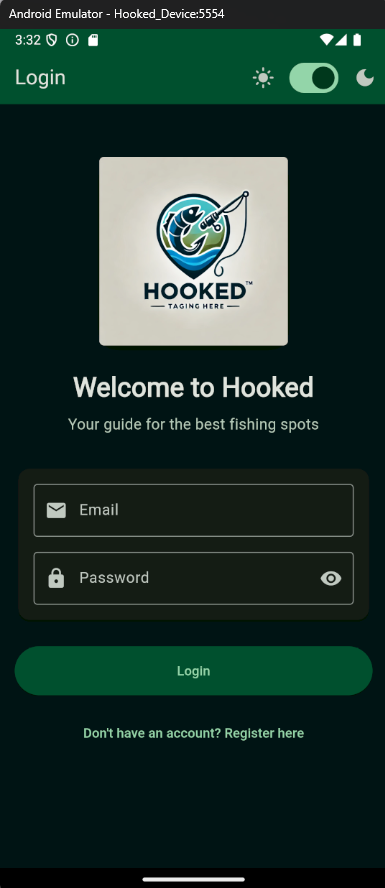 Android Emulator - Hooked_Device:5554
3:32
Login
HOOKED™
TAGING HERE
Welcome to Hooked
Your guide for the best fishing spots
Email
Password
Login
Don't have an account? Register here